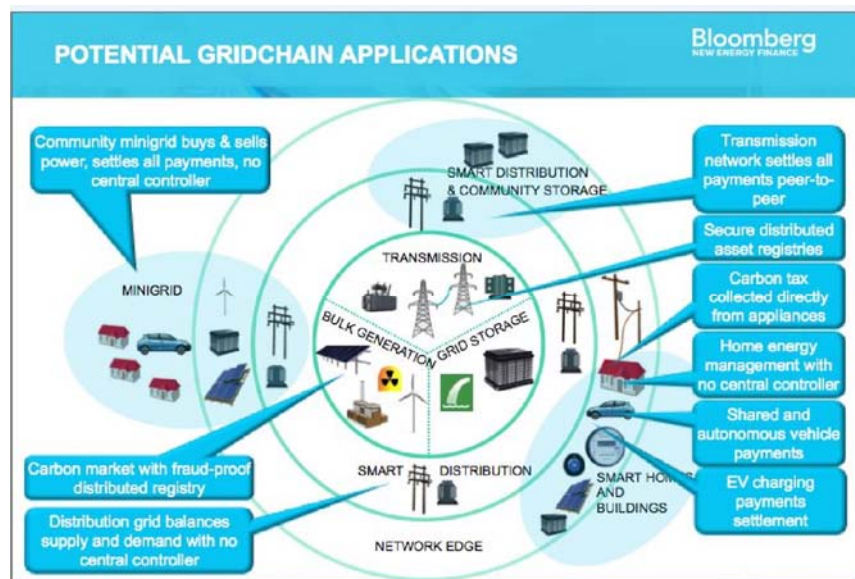 POTENTIAL GRIDCHAIN APPLICATIONS
Bloomberg
NEW ENERGY FINANCE
Community minigrid buys & sells
power, settles all payments, no
central controller
SMART DISTRIBUTION
& COMMUNITY STORAGE
Transmission
network settles all
payments peer-to-
peer
Secure distributed
asset registries
TRANSMISSION
Carbon tax
collected directly
from appliances
MINIGRID
BULK GENERATION
GRID STORAGE
Home energy
management with
no central controller
Shared and
autonomous vehicle
payments
Carbon market with fraud-proof
distributed registry
SMART DISTRIBUTION
SMART HOMES
AND
BUILDINGS
EV charging
payments
settlement
Distribution grid balances
supply and demand with no
central controller
NETWORK EDGE